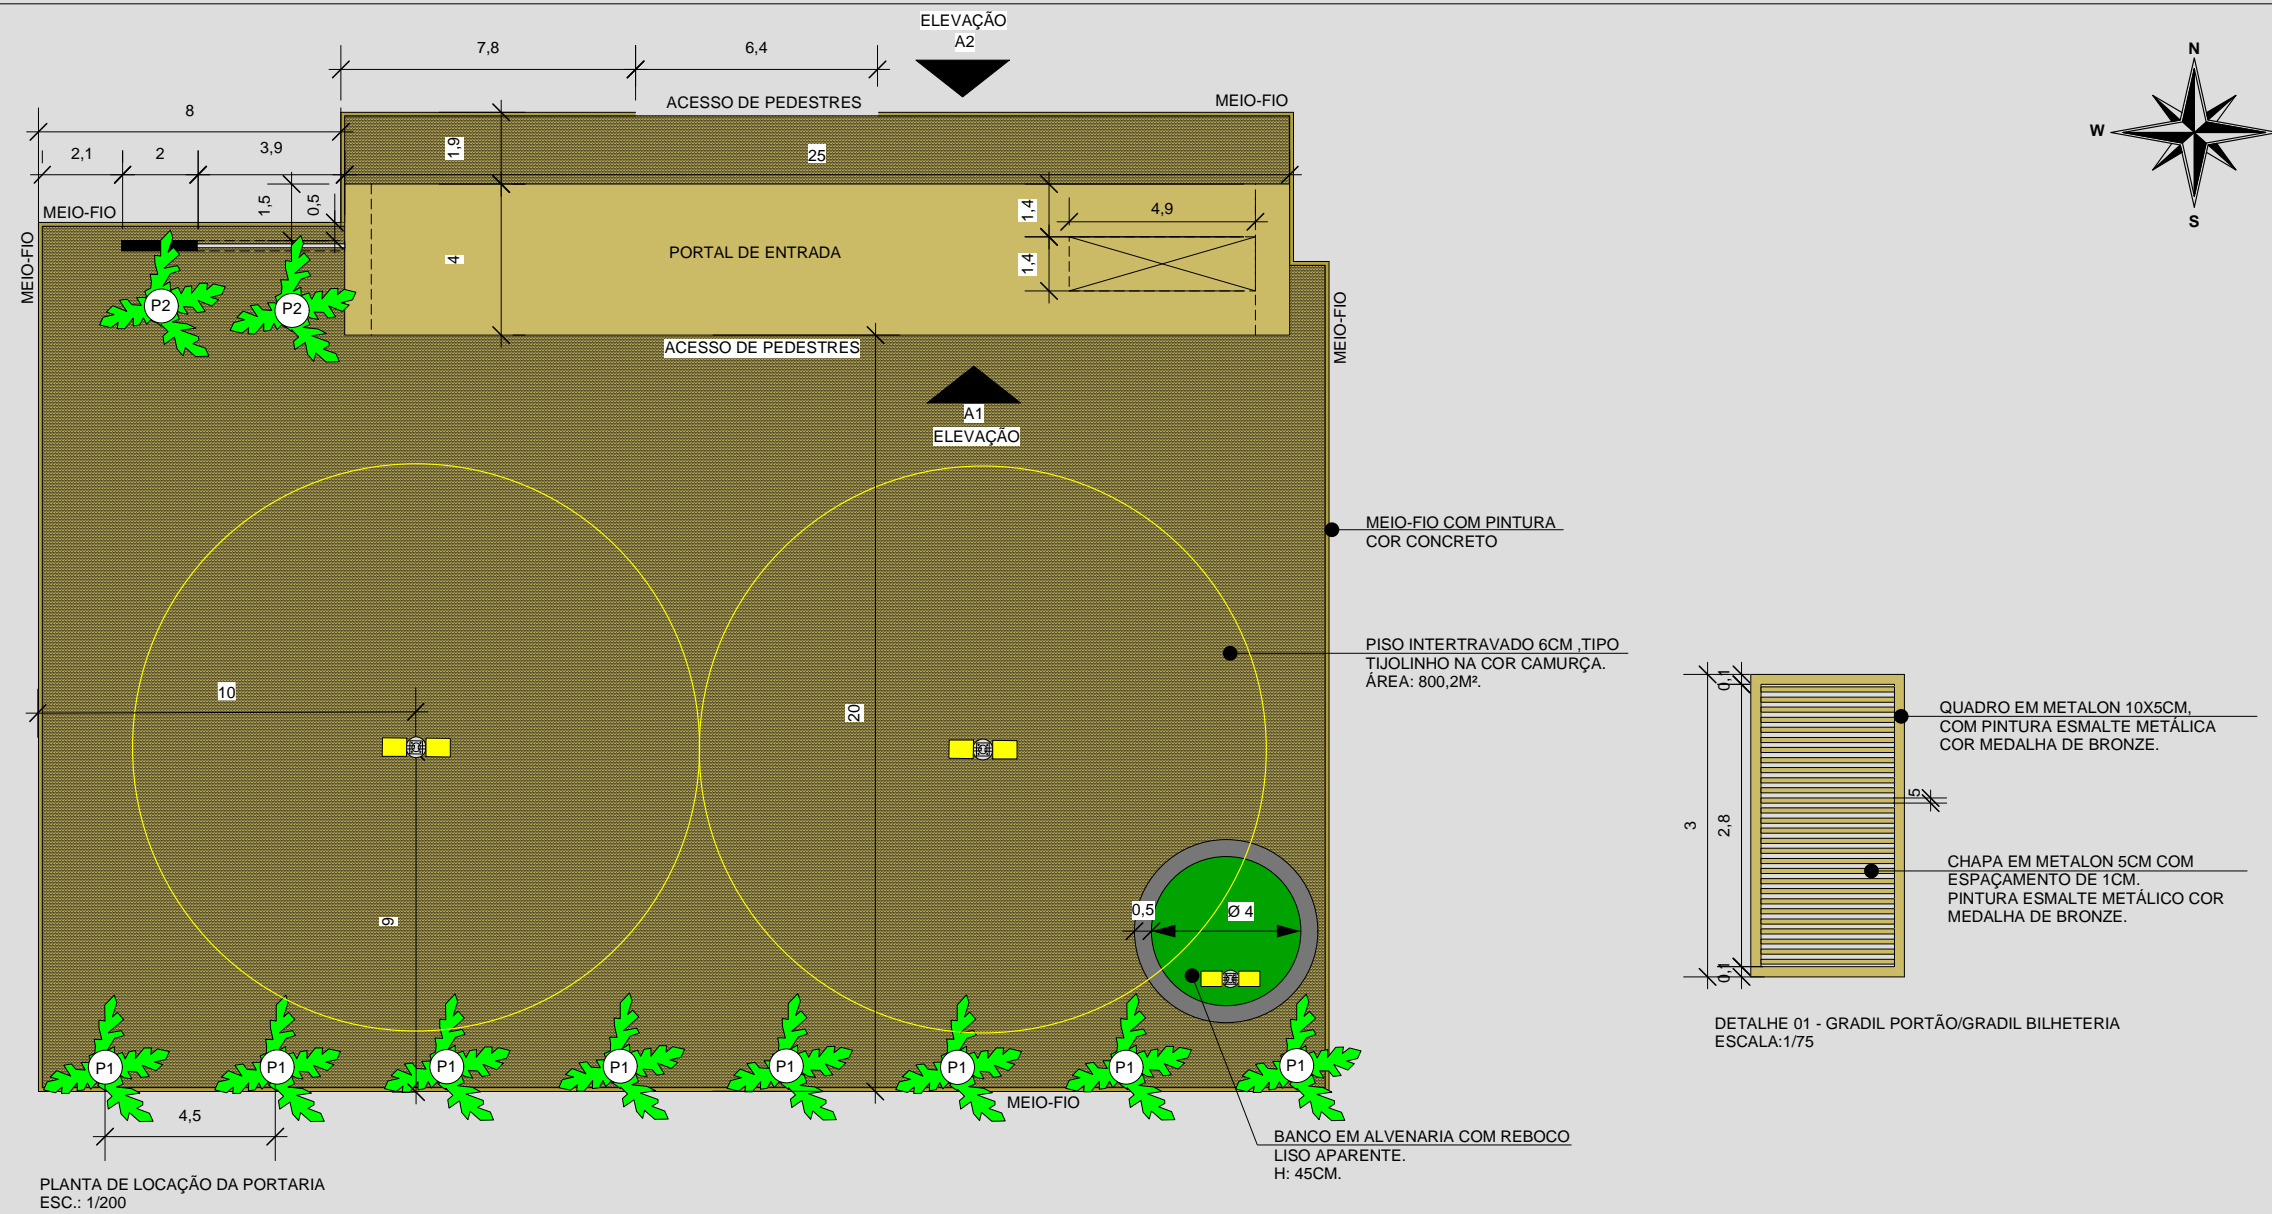 ELEVAÇÃO
A2
7,8
6,4
N
W
S
ACESSO DE PEDESTRES
MEIO-FIO
8
2,1
2
3,9
1,9
25
1,5
0,5
MEIO-FIO
MEIO-FIO
1,4
4,9
4
PORTAL DE ENTRADA
1,4
P2
P2
MEIO-FIO
ACESSO DE PEDESTRES
A1
ELEVAÇÃO
MEIO-FIO COM PINTURA
COR CONCRETO
PISO INTERTRAVADO 6CM ,TIPO
TIJOLINHO NA COR CAMURÇA.
ÁREA: 800,2M².
10
20
9
0,5
Ø 4
P1
P1
P1
P1
P1
P1
P1
P1
4,5
MEIO-FIO
BANCO EM ALVENARIA COM REBOCO
LISO APARENTE.
H: 45CM.
PLANTA DE LOCAÇÃO DA PORTARIA
ESC.: 1/200
0,1
3
2,8
0,1
5
QUADRO EM METALON 10X5CM,
COM PINTURA ESMALTE METÁLICA
COR MEDALHA DE BRONZE.
CHAPA EM METALON 5CM COM
ESPAÇAMENTO DE 1CM.
PINTURA ESMALTE METÁLICO COR
MEDALHA DE BRONZE.
DETALHE 01 - GRADIL PORTÃO/GRADIL BILHETERIA
ESCALA:1/75